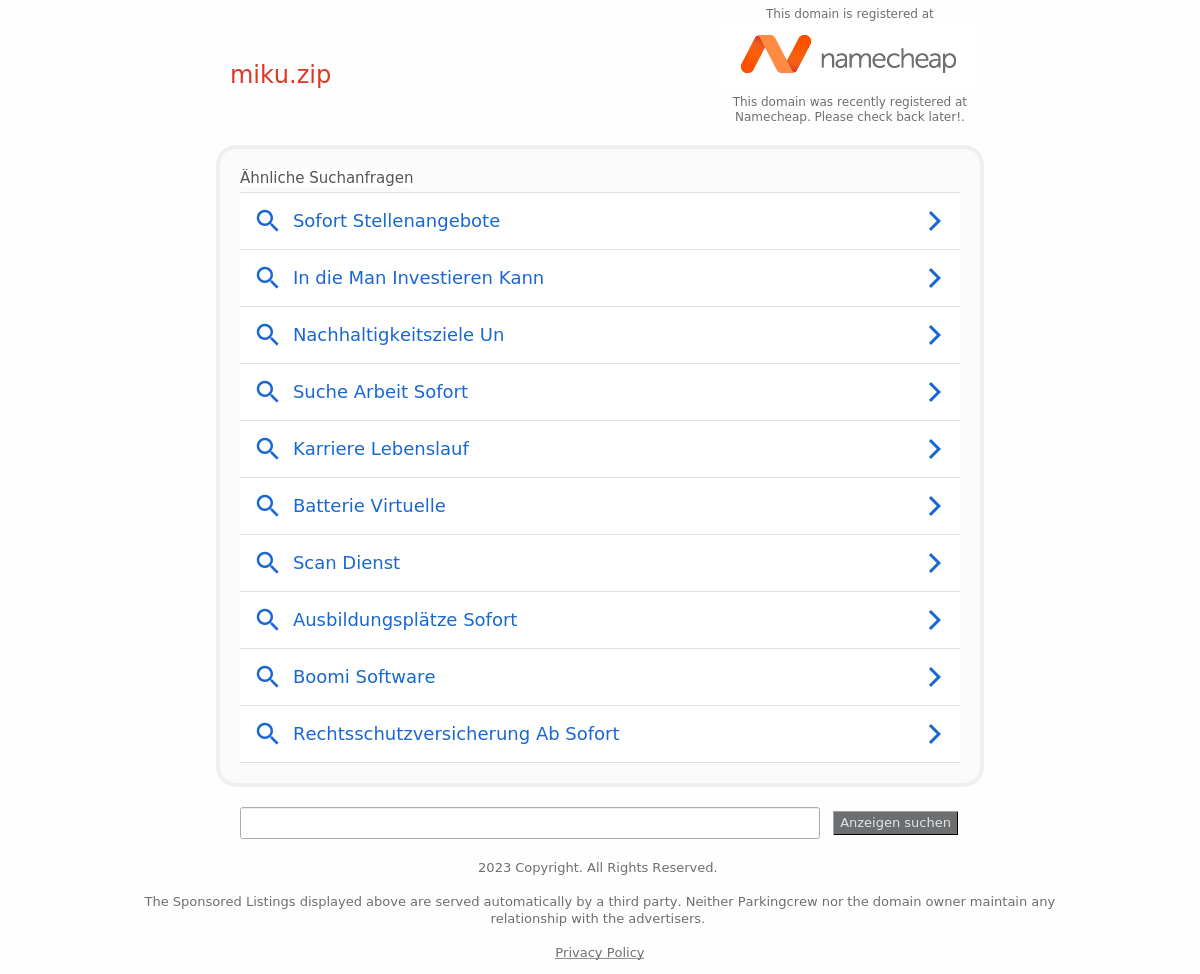 This domain is registered at
miku.zip
namecheap
This domain was recently registered at
Namecheap. Please check back later!.
Ähnliche Suchanfragen
Sofort Stellenangebote
In die Man Investieren Kann
Nachhaltigkeitsziele Un
Suche Arbeit Sofort
Karriere Lebenslauf
Batterie Virtuelle
Scan Dienst
Ausbildungsplätze Sofort
Boomi Software
Rechtsschutzversicherung Ab Sofort
Anzeigen suchen
2023 Copyright. All Rights Reserved.
The Sponsored Listings displayed above are served automatically by a third party. Neither Parkingcrew nor the domain owner maintain any
relationship with the advertisers.
Privacy Policy